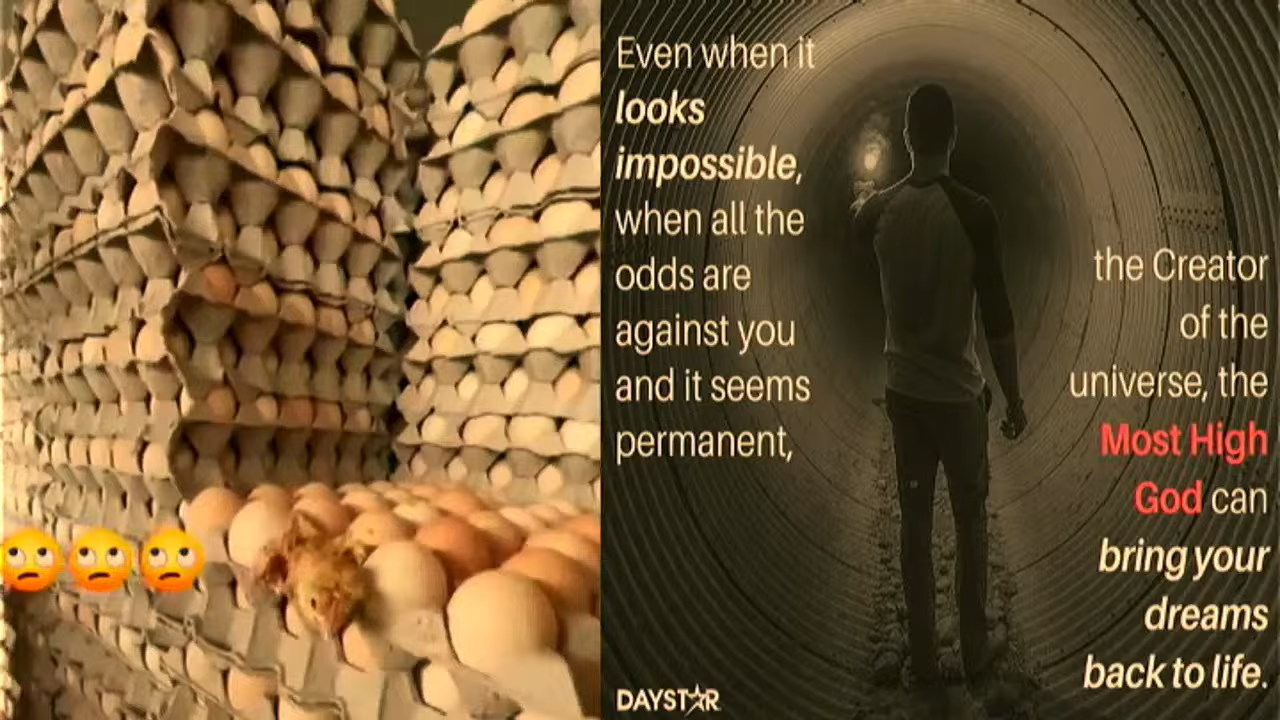 Even when it
looks
impossible,
when all the
odds are
against you
and it seems
permanent,
the Creator
of the
universe, the
Most High
God can
bring your
dreams
back to life.
DAYSTAR